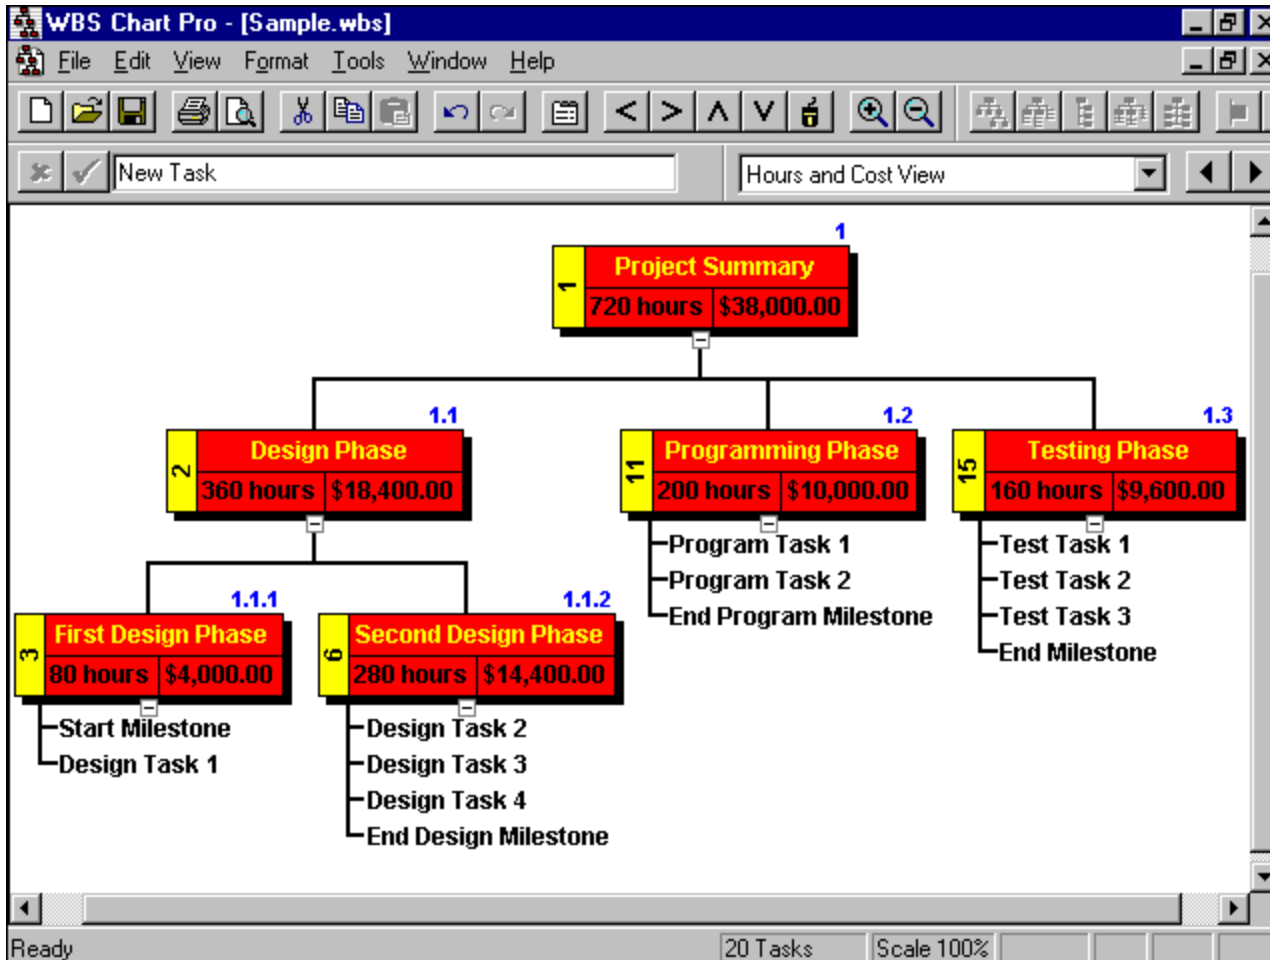 WBS Chart Pro - [Sample.wbs]
File Edit View Format Tools Window Help
New Task
Hours and Cost View
1
1 Project Summary
720 hours $38,000.00
1.1
2 Design Phase
360 hours $18,400.00
1.2
11 Programming Phase
200 hours $10,000.00
1.3
15 Testing Phase
160 hours $9,600.00
1.1.1
3 First Design Phase
80 hours $4,000.00
Start Milestone
Design Task 1
1.1.2
6 Second Design Phase
280 hours $14,400.00
Design Task 2
Design Task 3
Design Task 4
End Design Milestone
Program Task 1
Program Task 2
End Program Milestone
Test Task 1
Test Task 2
Test Task 3
End Milestone
Ready
20 Tasks
Scale 100%